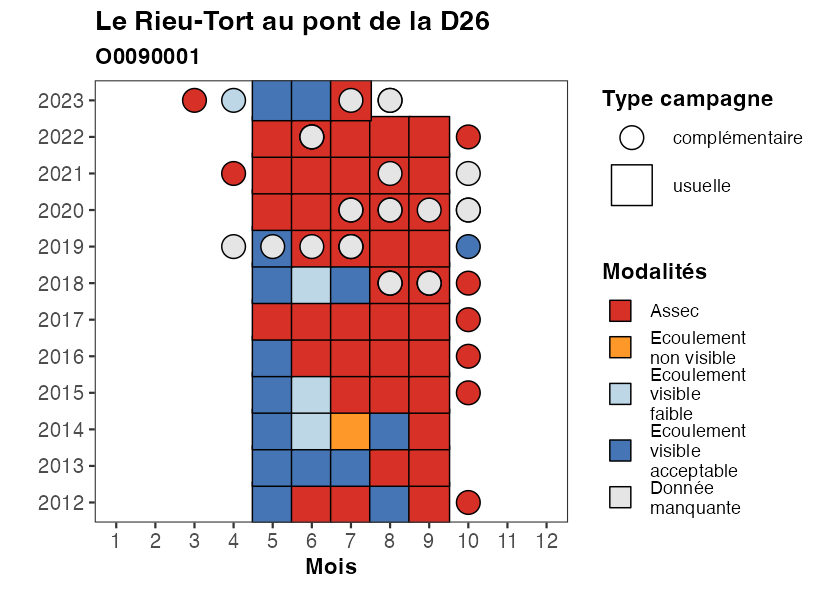 Le Rieu-Tort au pont de la D26
O0090001
2023
2022
2021
2020
2019
2018
2017
2016
2015
2014
2013
2012
1 2 3 4 5 6 7 8 9 10 11 12
Mois
Type campagne
complémentaire
usuelle
Modalités
Assec
Ecoulement
non visible
Ecoulement
visible
faible
Ecoulement
visible
acceptable
Donnée
manquante